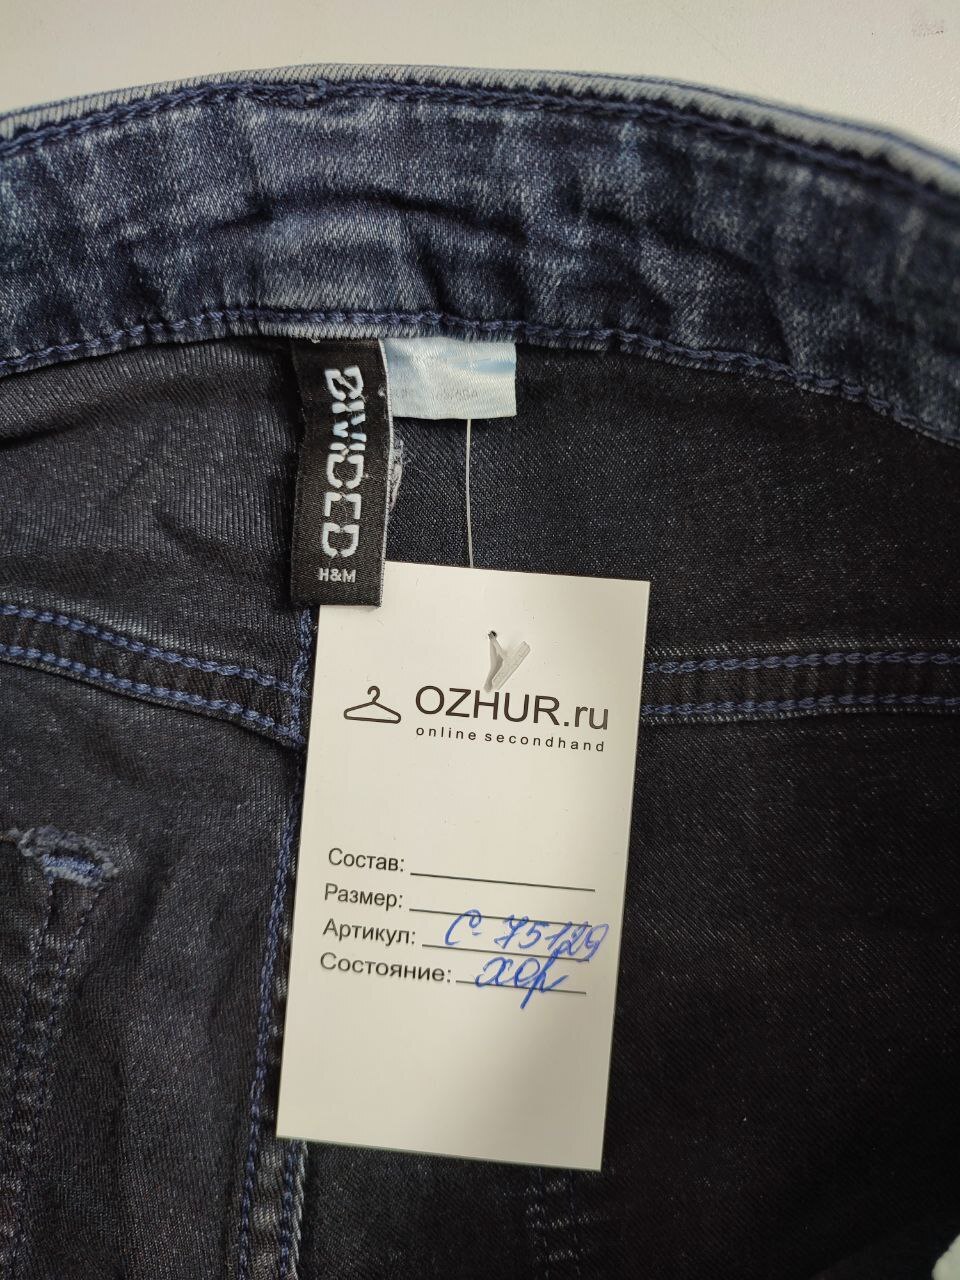 DIVIDED
H&M
OZHUR.ru
online secondhand
Состав:
Размер:
Артикул: С-75129
Состояние: хор